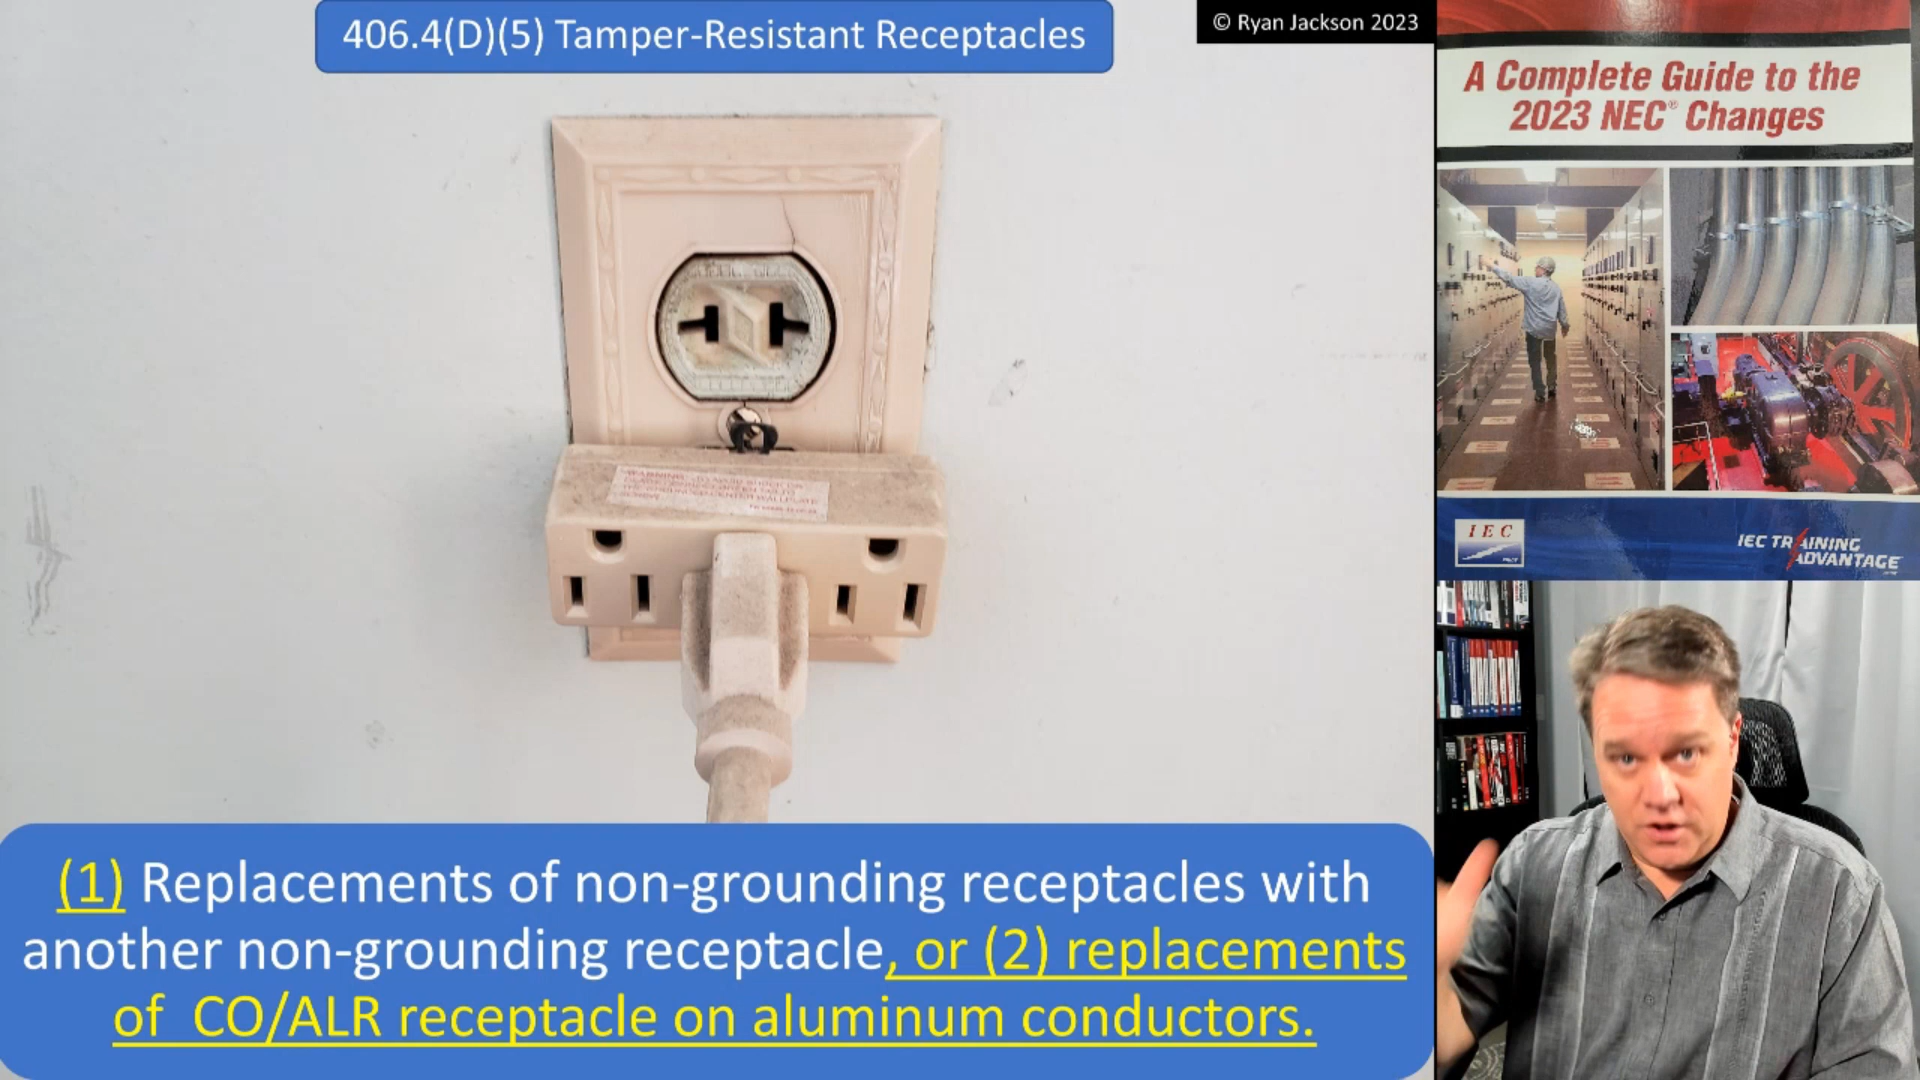 406.4(D)(5) Tamper-Resistant Receptacles
© Ryan Jackson 2023
A Complete Guide to the
2023 NEC® Changes
IEC
IEC TRAINING
ADVANTAGE
(1) Replacements of non-grounding receptacles with
another non-grounding receptacle, or (2) replacements
of CO/ALR receptacle on aluminum conductors.